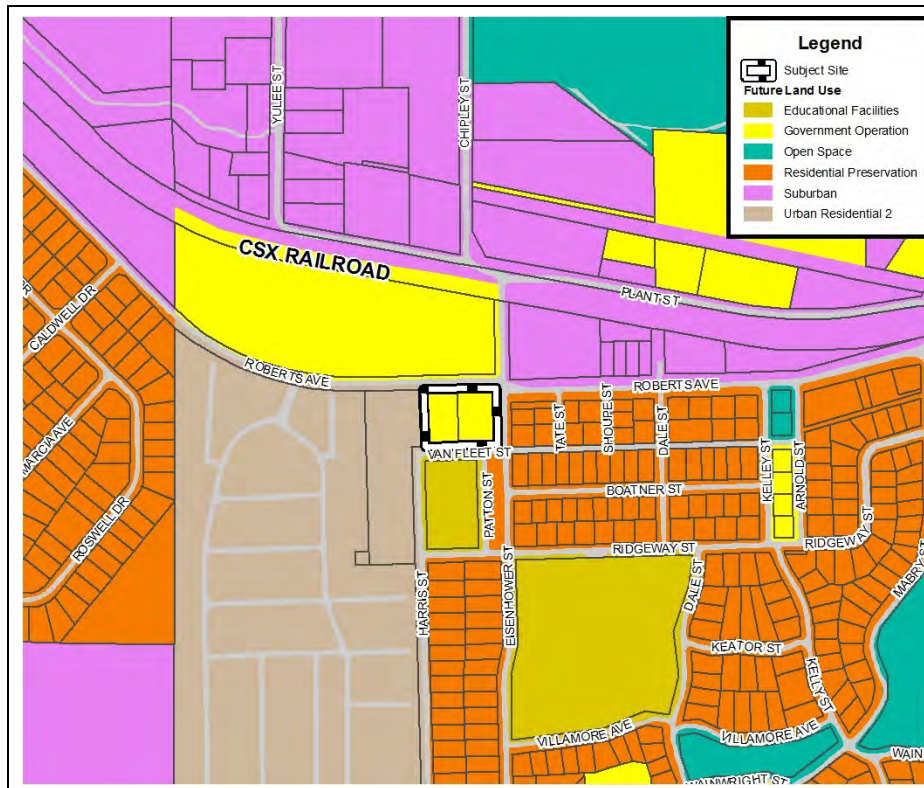 Legend
Subject Site
Future Land Use
Educational Facilities
Government Operation
Open Space
Residential Preservation
Suburban
Urban Residential 2
YULEE ST
CHIPLEY ST
CSX RAILROAD
PLANT ST
CALDWELL DR
DR
ROBERTS AVE
ROBERTS AVE
MARCIA AVE
ROSWELL DR
VAN FLEET ST
TATE ST
SHOUPE ST
DALE ST
KELLEY ST
ARNOLD ST
PATTON ST
BOATNER ST
RIDGEWAY ST
RIDGEWAY ST
MABRY ST
HARRIS ST
EISENHOWER ST
DALE ST
KEATOR ST
KELLY ST
VILLAMORE AVE
VILLAMORE AVE
WAIN
WAINWRIGHT ST